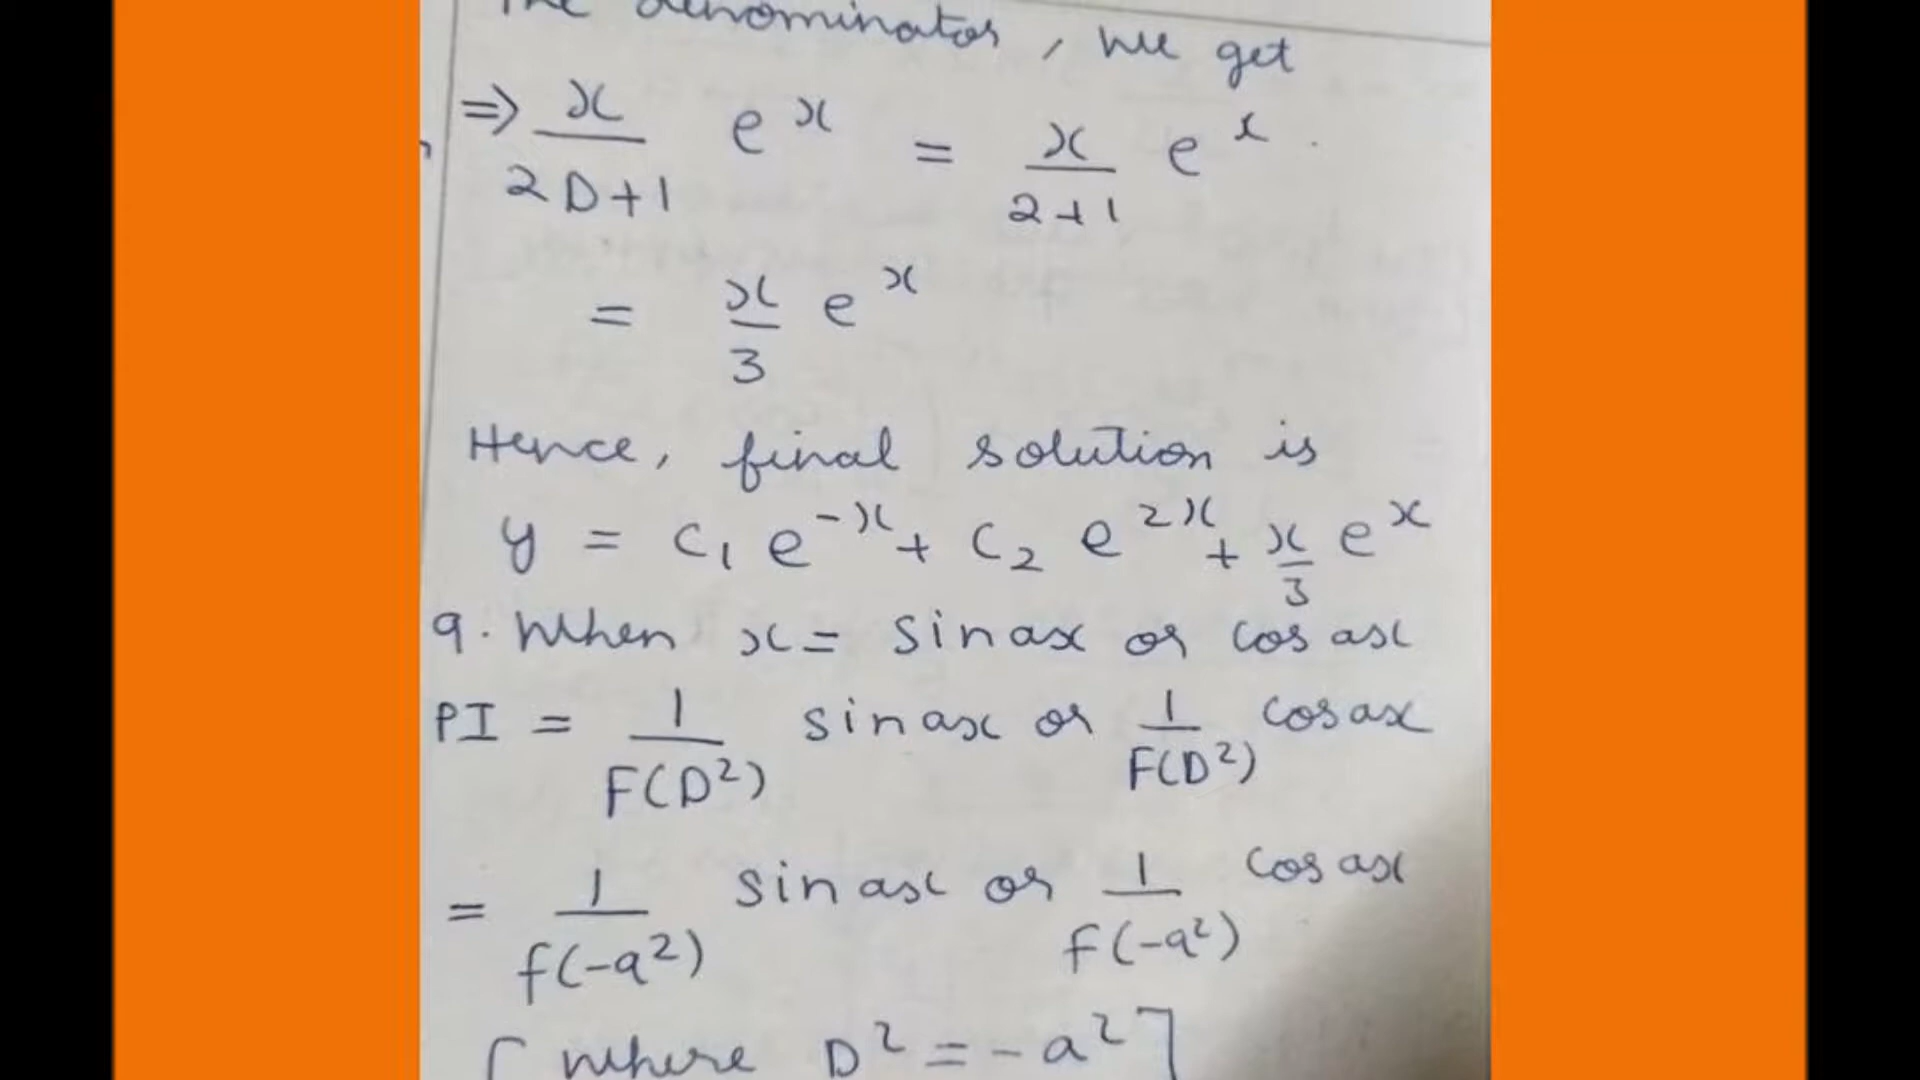 The denominator, we get
⇒ x/(2D+1) e^x = x/(2+1) e^x.
= x/3 e^x
Hence, final solution is
y = c₁ e^(-x) + c₂ e^(2x) + x/3 e^x
9. When x = sin ax or cos ax
PI = 1/F(D²) sin ax or 1/F(D²) cos ax
= 1/f(-a²) sin ax or 1/F(-a²) cos ax
[where D² = -a²]